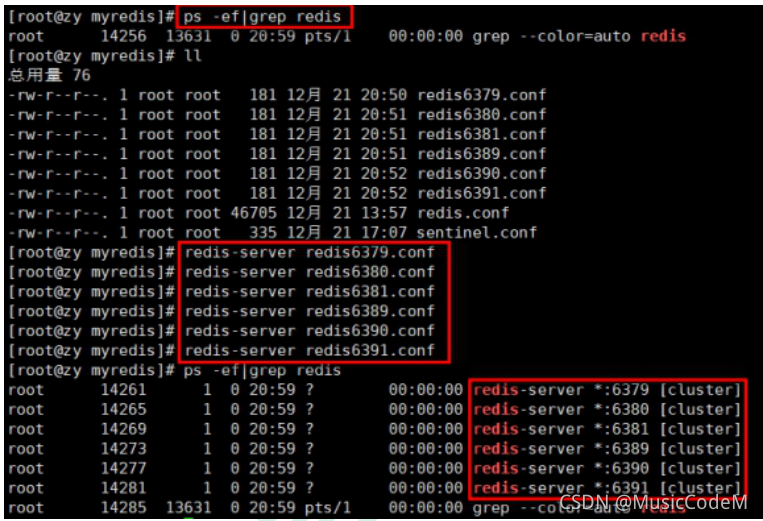 [root@zy myredis]# ps -ef|grep redis
root      14256  13631  0 20:59 pts/1    00:00:00 grep --color=auto redis
[root@zy myredis]# ll
总用量 76
-rw-r--r--. 1 root root   181 12月 21 20:50 redis6379.conf
-rw-r--r--. 1 root root   181 12月 21 20:51 redis6380.conf
-rw-r--r--. 1 root root   181 12月 21 20:51 redis6381.conf
-rw-r--r--. 1 root root   181 12月 21 20:51 redis6389.conf
-rw-r--r--. 1 root root   181 12月 21 20:52 redis6390.conf
-rw-r--r--. 1 root root   181 12月 21 20:52 redis6391.conf
-rw-r--r--. 1 root root 46705 12月 21 13:57 redis.conf
-rw-r--r--. 1 root root   335 12月 21 17:07 sentinel.conf
[root@zy myredis]# redis-server redis6379.conf
[root@zy myredis]# redis-server redis6380.conf
[root@zy myredis]# redis-server redis6381.conf
[root@zy myredis]# redis-server redis6389.conf
[root@zy myredis]# redis-server redis6390.conf
[root@zy myredis]# redis-server redis6391.conf
[root@zy myredis]# ps -ef|grep redis
root      14261      1  0 20:59 ?        00:00:00 redis-server *:6379 [cluster]
root      14265      1  0 20:59 ?        00:00:00 redis-server *:6380 [cluster]
root      14269      1  0 20:59 ?        00:00:00 redis-server *:6381 [cluster]
root      14273      1  0 20:59 ?        00:00:00 redis-server *:6389 [cluster]
root      14277      1  0 20:59 ?        00:00:00 redis-server *:6390 [cluster]
root      14281      1  0 20:59 ?        00:00:00 redis-server *:6391 [cluster]
root      14285  13631  0 20:59 pts/1    00:00:00 grep --color=auto redis
CSDN @MusicCodeM